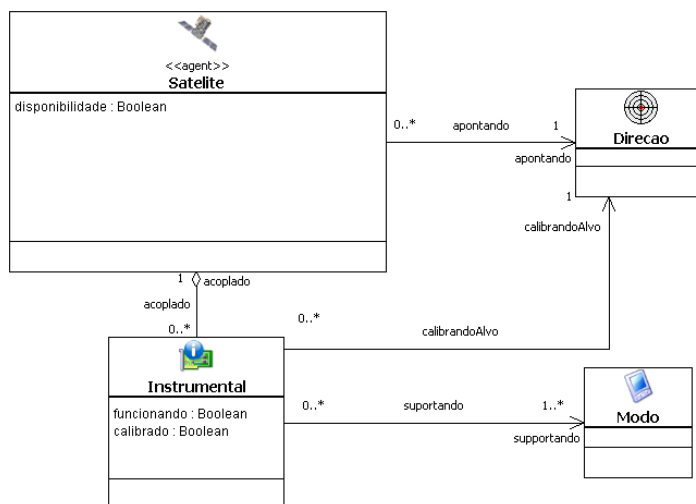 <<agent>>
Satelite
disponibilidade : Boolean
0..*
apontando
1
apontando
Direcao
1
calibrandoAlvo
1
acoplado
acoplado
0..*
0..*
calibrandoAlvo
Instrumental
funcionando : Boolean
calibrado : Boolean
0..*
suportando
1..*
supportando
Modo